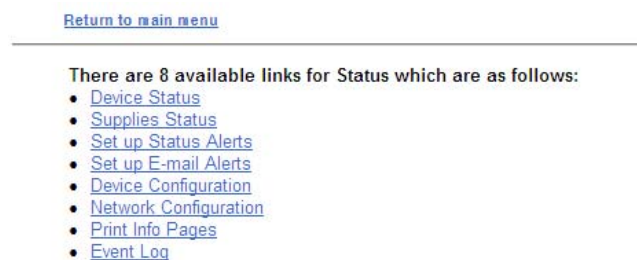 Return to main menu
There are 8 available links for Status which are as follows:
Device Status
Supplies Status
Set up Status Alerts
Set up E-mail Alerts
Device Configuration
Network Configuration
Print Info Pages
Event Log